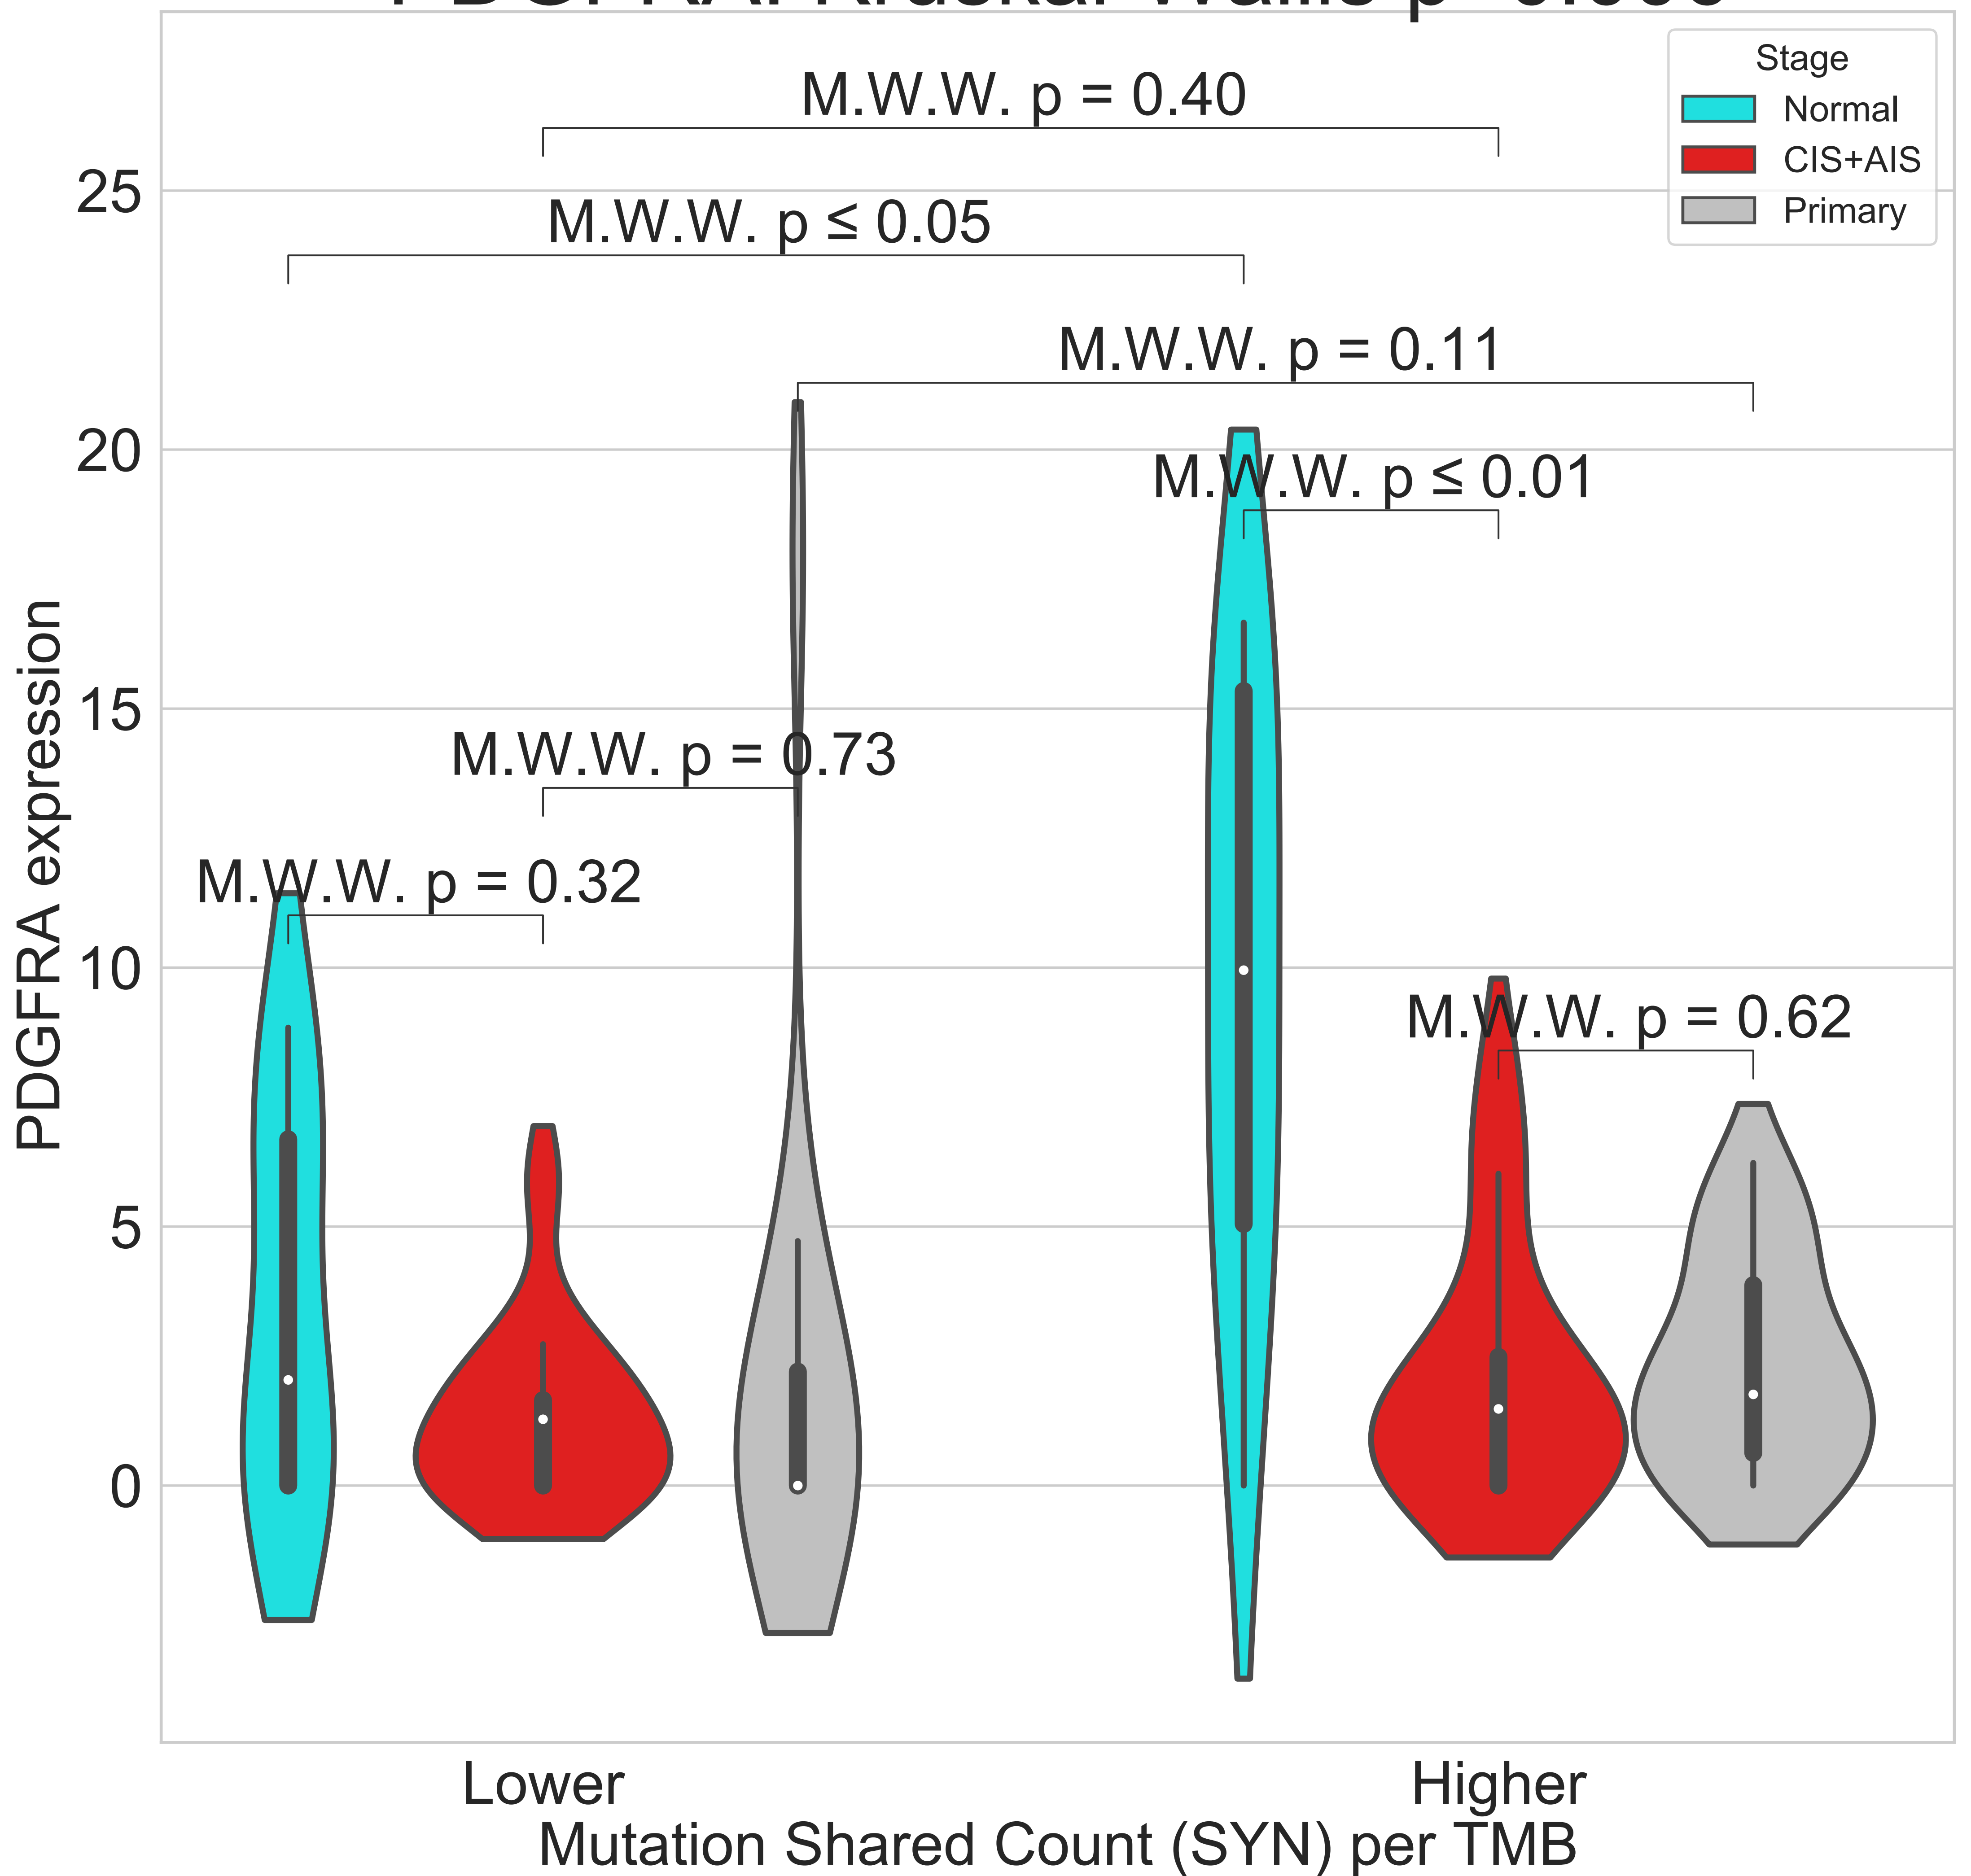 Stage
Normal
CIS+AIS
Primary
M.W.W. p = 0.40
M.W.W. p ≤ 0.05
M.W.W. p = 0.11
M.W.W. p ≤ 0.01
M.W.W. p = 0.73
M.W.W. p = 0.32
M.W.W. p = 0.62
25
20
15
10
5
0
PDGFRA expression
Lower
Higher
Mutation Shared Count (SYN) per TMB